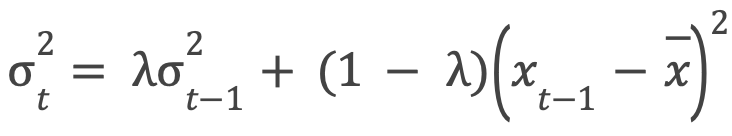 σ²ₜ = λσ²ₜ₋₁ + (1 − λ)(xₜ₋₁ − x̄)²